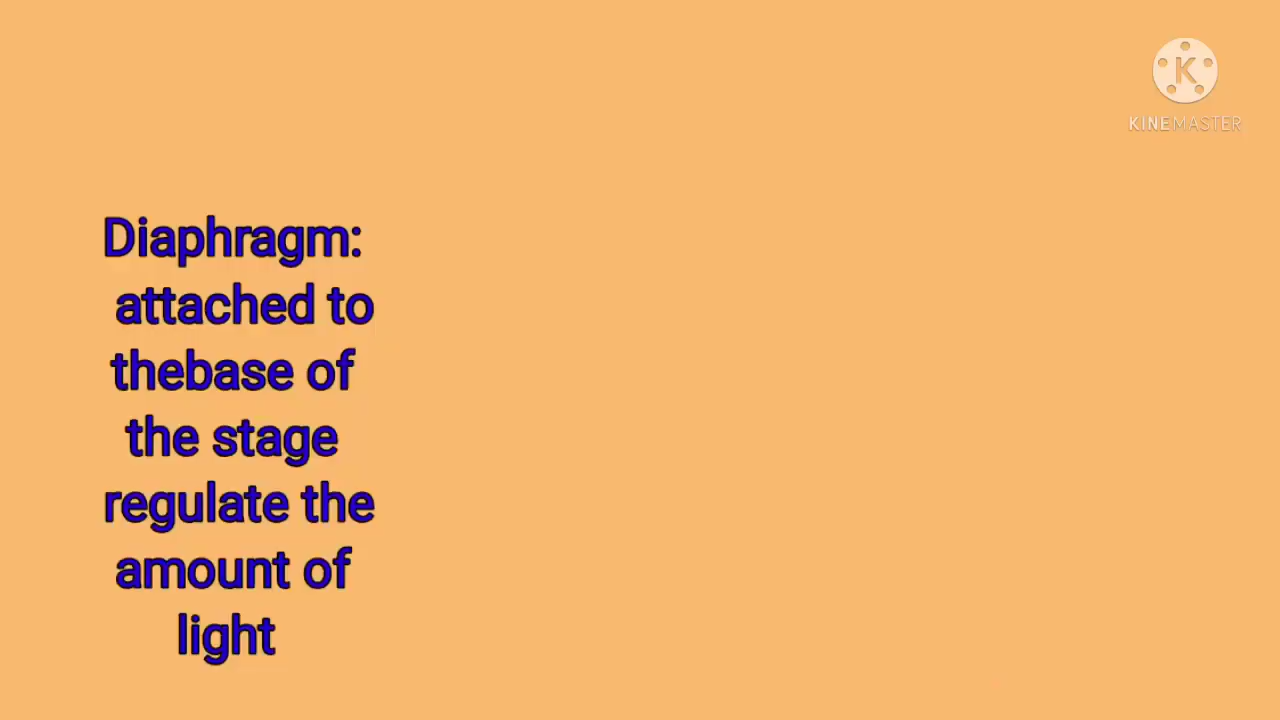 K
KINEMASTER
Diaphragm:
attached to
thebase of
the stage
regulate the
amount of
light